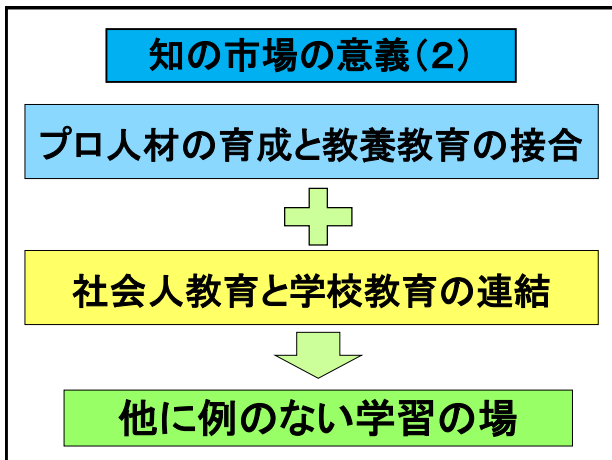 知の市場の意義（２）
プロ人材の育成と教養教育の接合
社会人教育と学校教育の連結
他に例のない学習の場